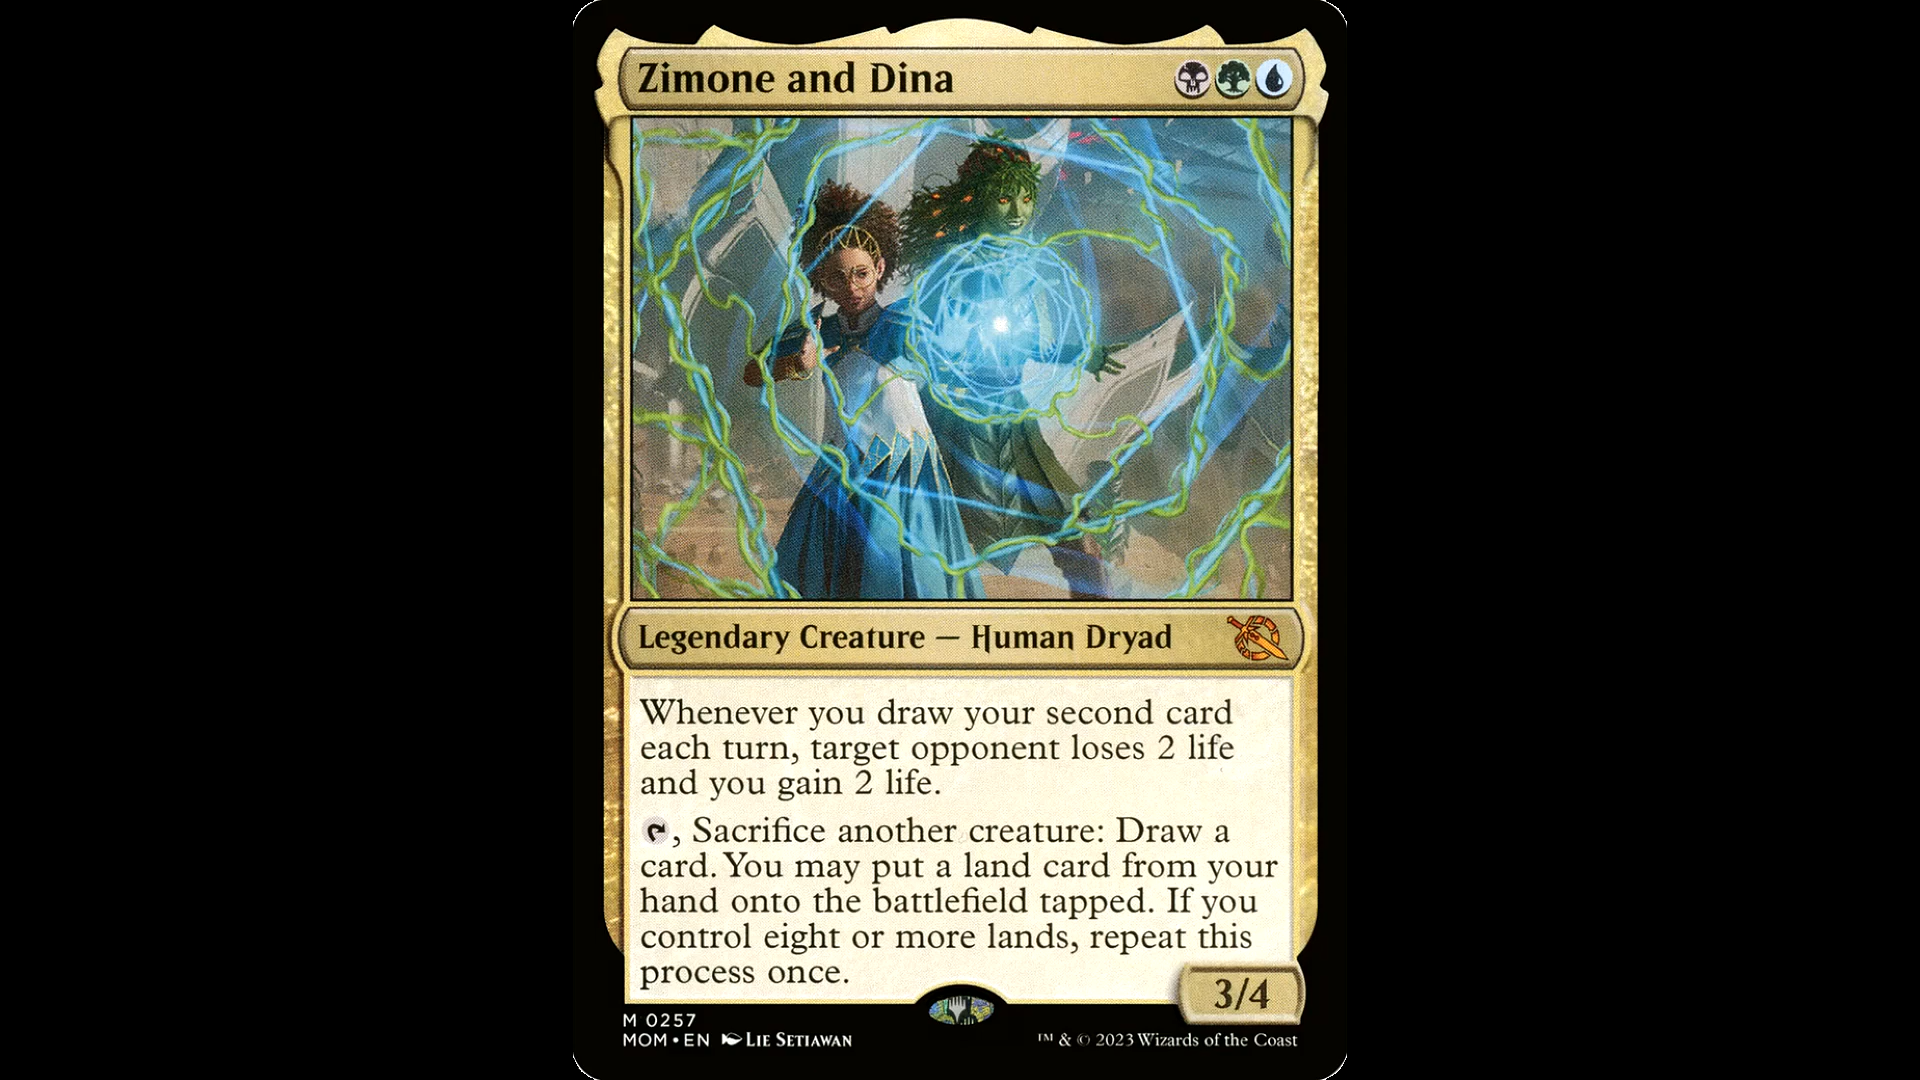 Zimone and Dina
Legendary Creature — Human Dryad
Whenever you draw your second card
each turn, target opponent loses 2 life
and you gain 2 life.
, Sacrifice another creature: Draw a
card. You may put a land card from your
hand onto the battlefield tapped. If you
control eight or more lands, repeat this
process once.
3/4
M 0257
MOM • EN Lie Setiawan
™ & © 2023 Wizards of the Coast